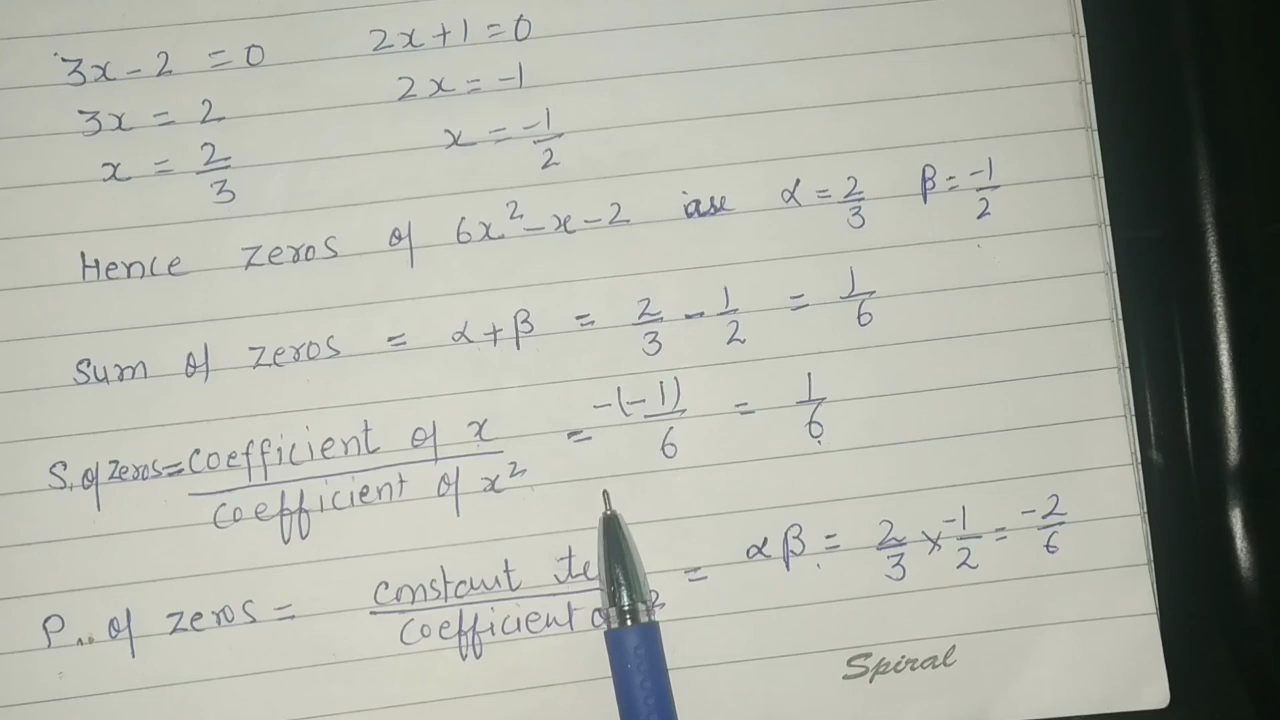 3x - 2 = 0 2x + 1 = 0
3x = 2 2x = -1
x = 2/3 x = -1/2
Hence zeros of 6x² - x - 2 are α = 2/3 β = -1/2
Sum of zeros = α + β = 2/3 - 1/2 = 1/6
S. of zeros = coefficient of x / coefficient of x² = -(-1)/6 = 1/6
P.. of zeros = constant / coefficient = αβ = 2/3 × -1/2 = -2/6
Spiral